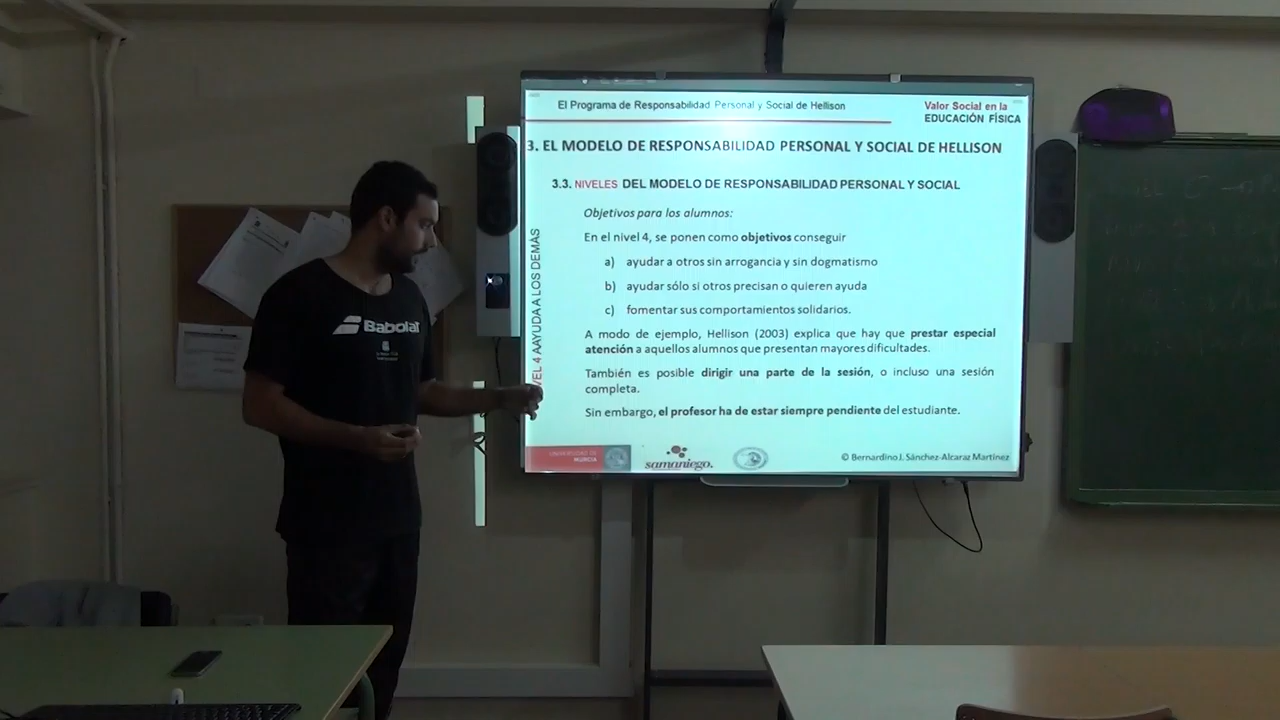 El Programa de Responsabilidad Personal y Social de Hellison
Valor Social en la
EDUCACIÓN FÍSICA
3. EL MODELO DE RESPONSABILIDAD PERSONAL Y SOCIAL DE HELLISON
3.3. NIVELES DEL MODELO DE RESPONSABILIDAD PERSONAL Y SOCIAL
Objetivos para los alumnos:
En el nivel 4, se ponen como objetivos conseguir
a) ayudar a otros sin arrogancia y sin dogmatismo
b) ayudar sólo si otros precisan o quieren ayuda
c) fomentar sus comportamientos solidarios.
A modo de ejemplo, Hellison (2003) explica que hay que prestar especial
atención a aquellos alumnos que presentan mayores dificultades.
También es posible dirigir una parte de la sesión, o incluso una sesión
completa.
Sin embargo, el profesor ha de estar siempre pendiente del estudiante.
VEL 4 AAYUDA A LOS DEMÁS
UNIVERSIDAD DE
MURCIA
samaniego.
© Bernardino J. Sánchez-Alcaraz Martínez
Babolat